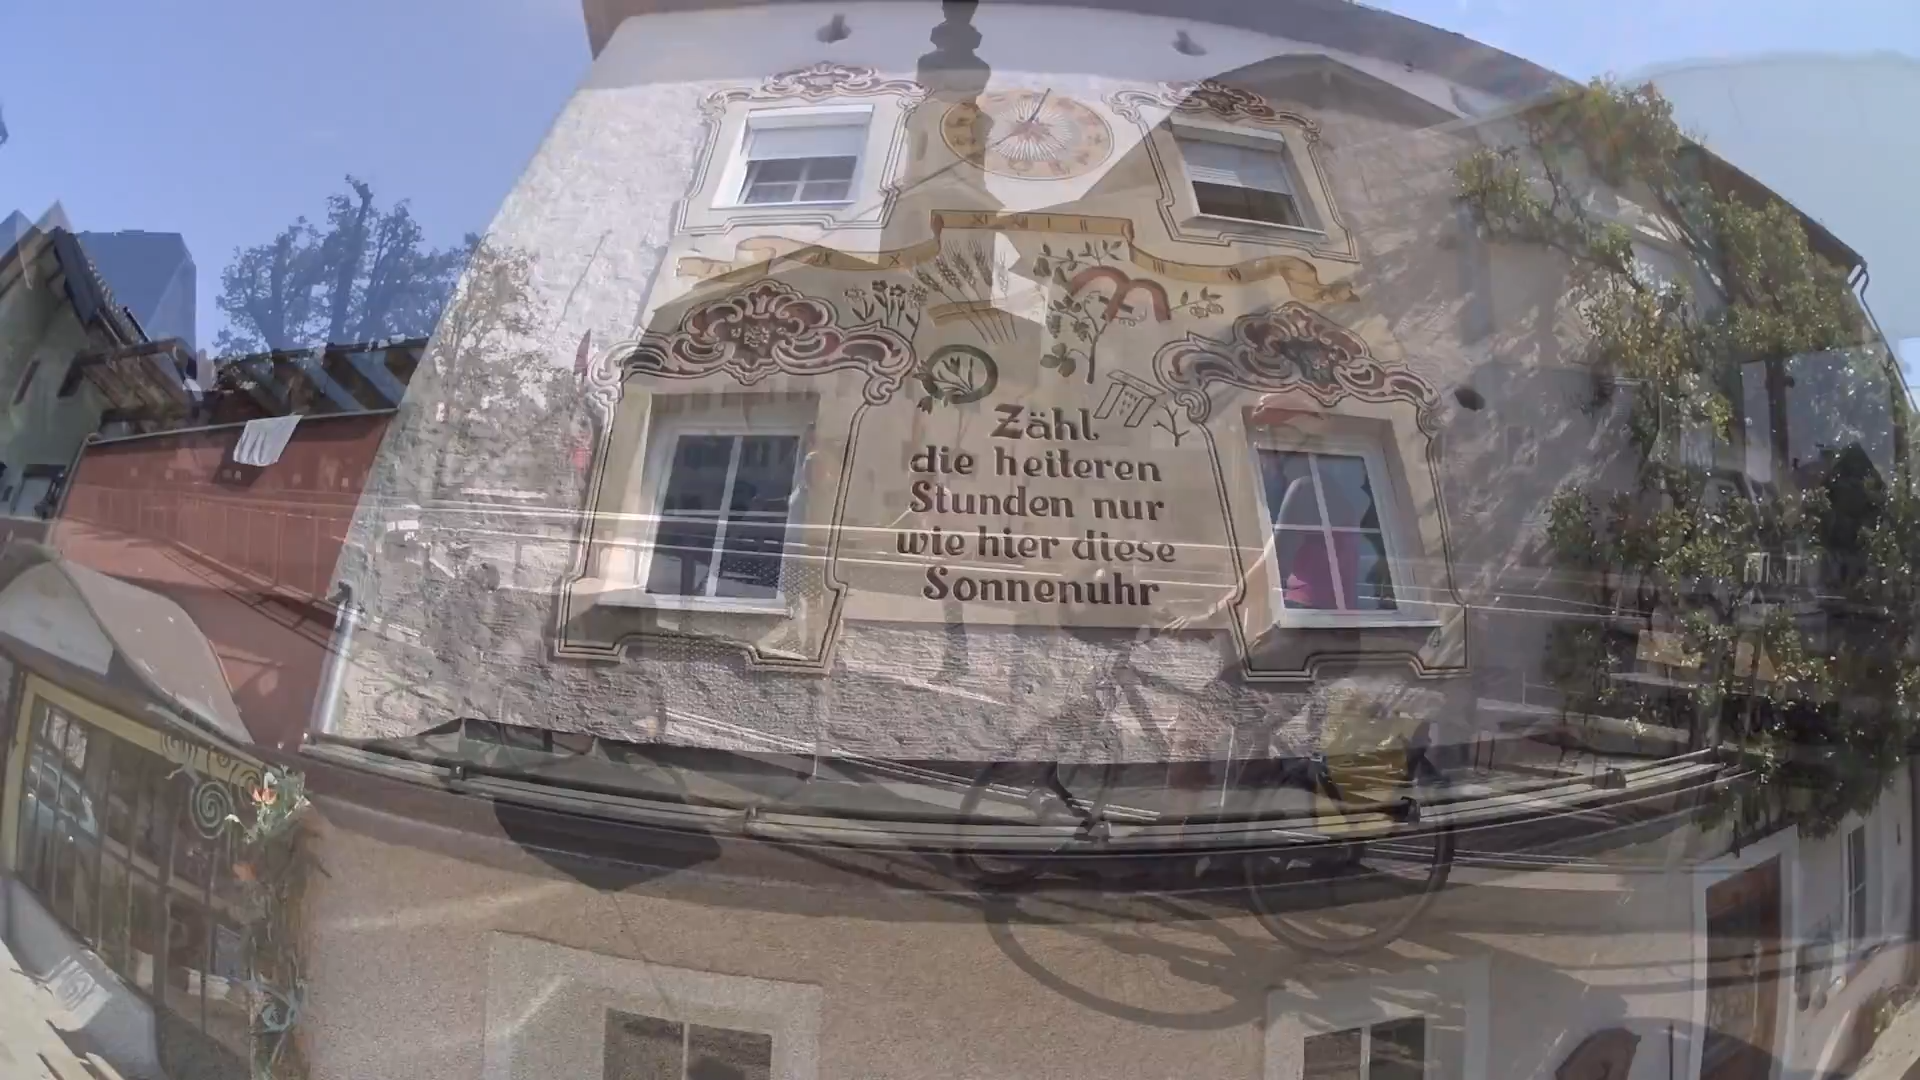 Zähl
die heiteren
Stunden nur
wie hier diese
Sonnenuhr